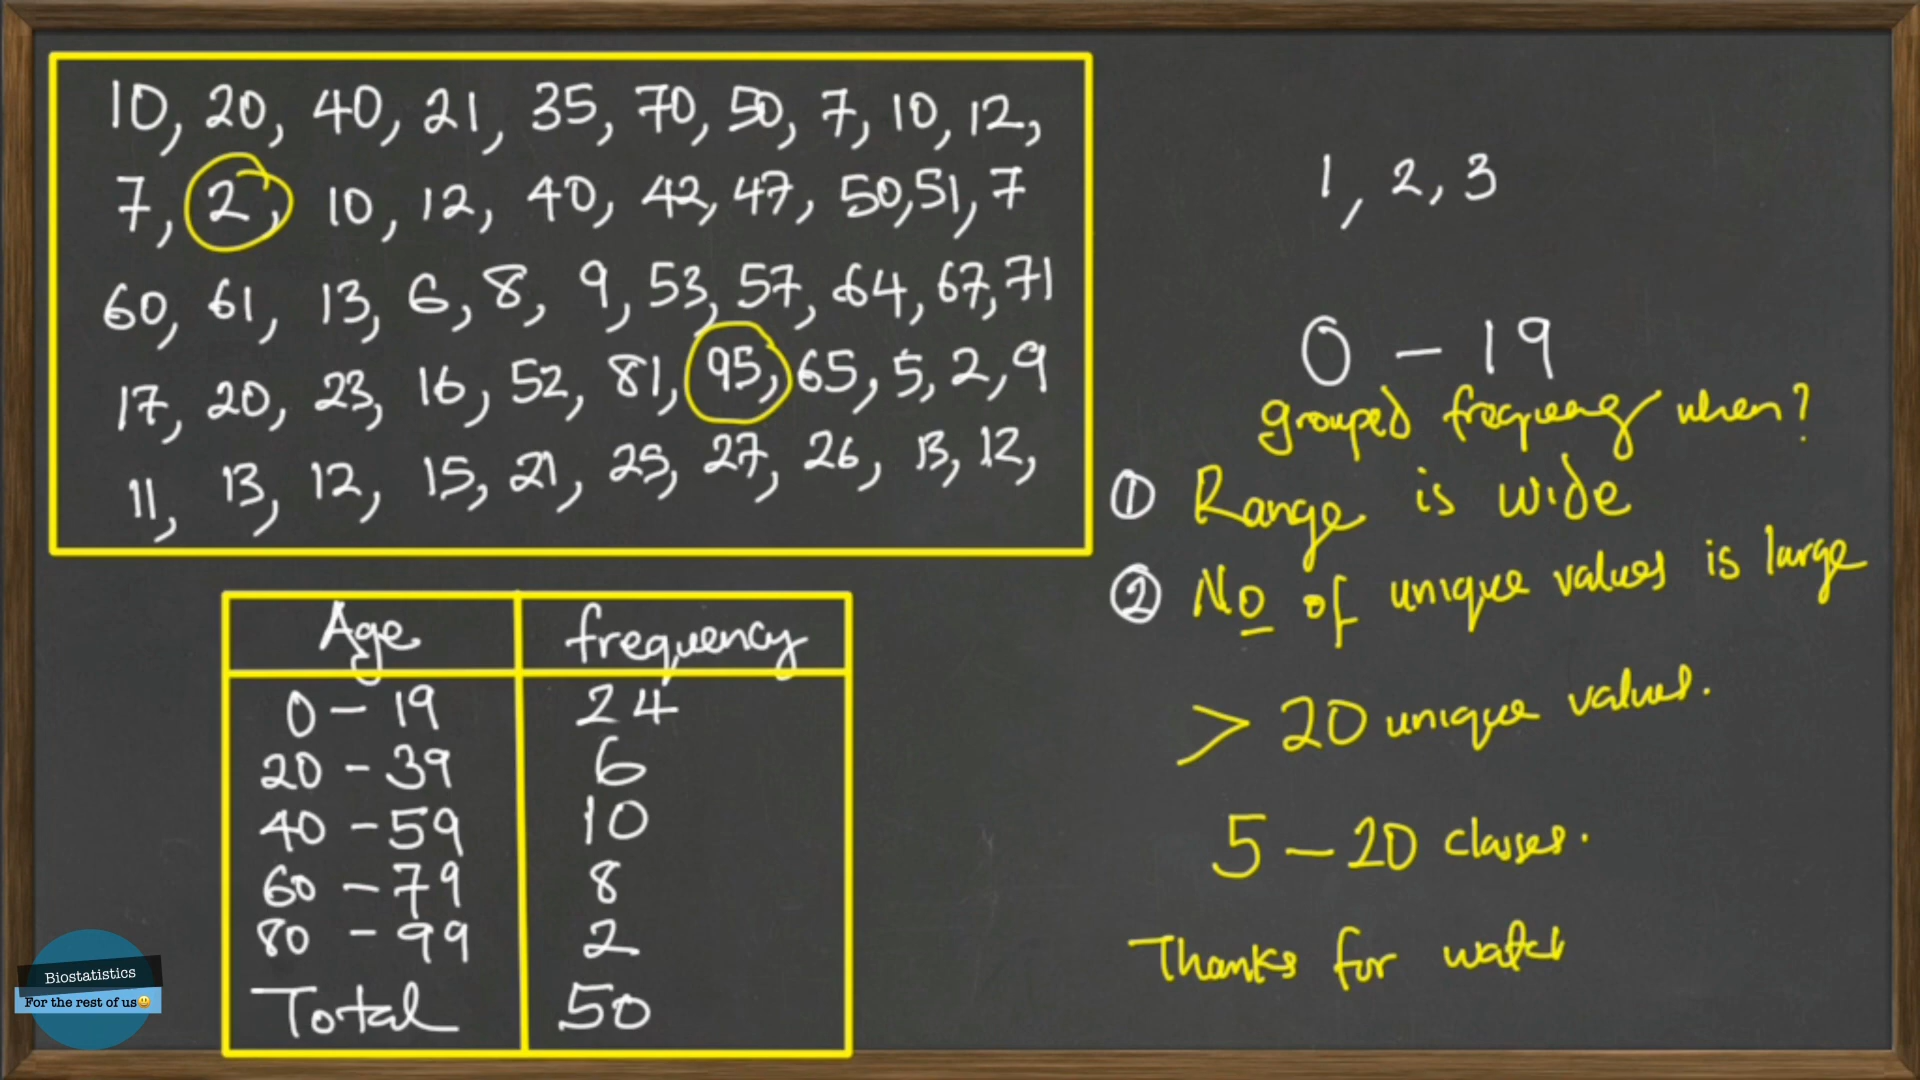 10, 20, 40, 21, 35, 70, 50, 7, 10, 12,
7, 2, 10, 12, 40, 42, 47, 50, 51, 7
60, 61, 13, 6, 8, 9, 53, 57, 64, 67, 71
17, 20, 23, 16, 52, 81, 95, 65, 5, 2, 9
11, 13, 12, 15, 21, 25, 27, 26, 13, 12,
Age frequency
0 - 19 24
20 - 39 6
40 - 59 10
60 - 79 8
80 - 99 2
Total 50
1, 2, 3
0 - 19
grouped frequency when?
① Range is wide
② No of unique values is large
> 20 unique values.
5 - 20 classes.
Thanks for watch
Biostatistics
For the rest of us😃